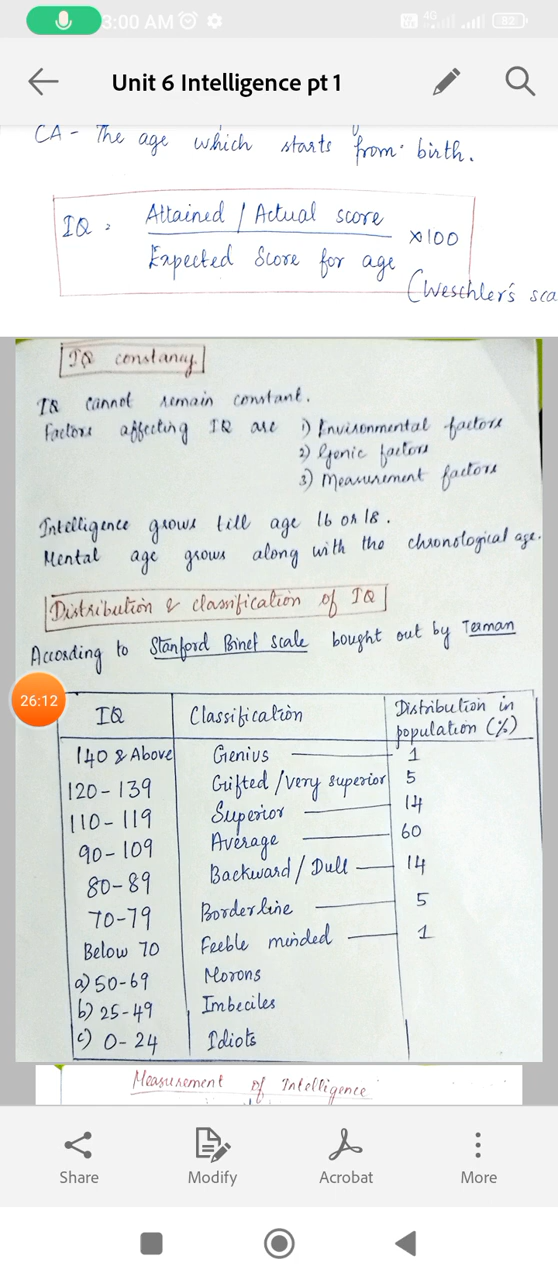 3:00 AM
4G
82
Unit 6 Intelligence pt 1
CA - The age which starts from birth.
IQ = Attained / Actual score
Expected Score for age
×100
(Weschler's sca
IQ constancy
IQ cannot remain constant.
Factors affecting IQ are 1) Environmental factors
2) Genic factors
3) Measurement factors
Intelligence grows till age 16 or 18.
Mental age grows along with the chronological age.
Distribution & classification of IQ
According to Stanford Binet scale bought out by Terman
26:12
IQ Classification Distribution in population (%)
140 & Above Genius 1
120-139 Gifted/very superior 5
110-119 Superior 14
90-109 Average 60
80-89 Backward/Dull 14
70-79 Borderline 5
Below 70 Feeble minded 1
a) 50-69 Morons
b) 25-49 Imbeciles
c) 0-24 Idiots
Measurement of Intelligence
Share Modify Acrobat More